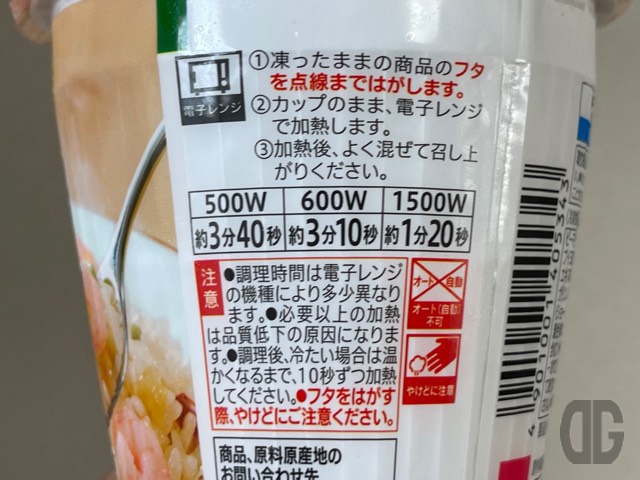 電子レンジ
①凍ったままの商品のフタ
を点線まではがします。
②カップのまま、電子レンジ
で加熱します。
③加熱後、よく混ぜて召し上
がりください。
500W 600W 1500W
約3分40秒 約3分10秒 約1分20秒
注意
●調理時間は電子レンジ
の機種により多少異なり
ます。●必要以上の加熱
は品質低下の原因になりま
す。●調理後、冷たい場合は温
かくなるまで、10秒ずつ加熱
してください。●フタをはがす
際、やけどにご注意ください。
オート 自動
オート(自動)
不可
やけどに注意
商品、原料原産地の
お問い合わせ先
4 901001 405343
DG